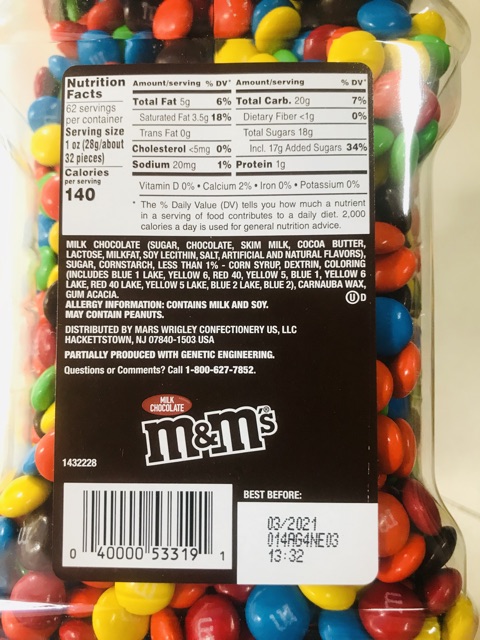 Nutrition Facts
62 servings
per container
Serving size
1 oz (28g/about
32 pieces)
Calories
per serving
140
Amount/serving % DV*
Total Fat 5g 6%
Saturated Fat 3.5g 18%
Trans Fat 0g
Cholesterol <5mg 0%
Sodium 20mg 1%
Amount/serving % DV*
Total Carb. 20g 7%
Dietary Fiber <1g 0%
Total Sugars 18g
Incl. 17g Added Sugars 34%
Protein 1g
Vitamin D 0% • Calcium 2% • Iron 0% • Potassium 0%
* The % Daily Value (DV) tells you how much a nutrient
in a serving of food contributes to a daily diet. 2,000
calories a day is used for general nutrition advice.
MILK CHOCOLATE (SUGAR, CHOCOLATE, SKIM MILK, COCOA BUTTER,
LACTOSE, MILKFAT, SOY LECITHIN, SALT, ARTIFICIAL AND NATURAL FLAVORS),
SUGAR, CORNSTARCH, LESS THAN 1% - CORN SYRUP, DEXTRIN, COLORING
(INCLUDES BLUE 1 LAKE, YELLOW 6, RED 40, YELLOW 5, BLUE 1, YELLOW 6
LAKE, RED 40 LAKE, YELLOW 5 LAKE, BLUE 2 LAKE, BLUE 2), CARNAUBA WAX,
GUM ACACIA.
U D
ALLERGY INFORMATION: CONTAINS MILK AND SOY.
MAY CONTAIN PEANUTS.
DISTRIBUTED BY MARS WRIGLEY CONFECTIONERY US, LLC
HACKETTSTOWN, NJ 07840-1503 USA
PARTIALLY PRODUCED WITH GENETIC ENGINEERING.
Questions or Comments? Call 1-800-627-7852.
MILK
CHOCOLATE
m&m's®
1432228
BEST BEFORE:
03/2021
014AG4NE03
13:32
0 40000 53319 1